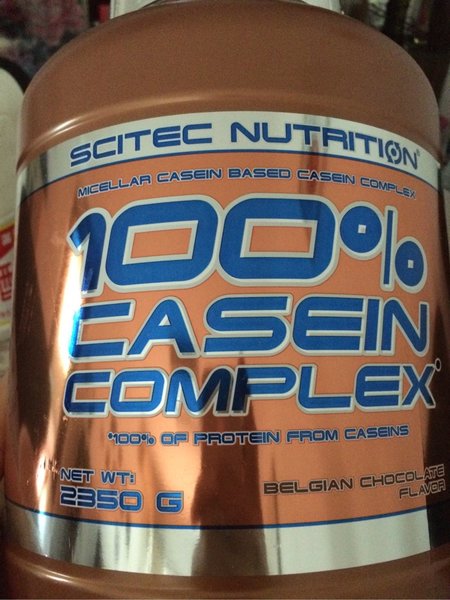 SCITEC NUTRITION
MICELLAR CASEIN BASED CASEIN COMPLEX
100%
CASEIN
COMPLEX*
*100% OF PROTEIN FROM CASEINS
NET WT:
2350 G
BELGIAN CHOCOLATE
FLAVOR